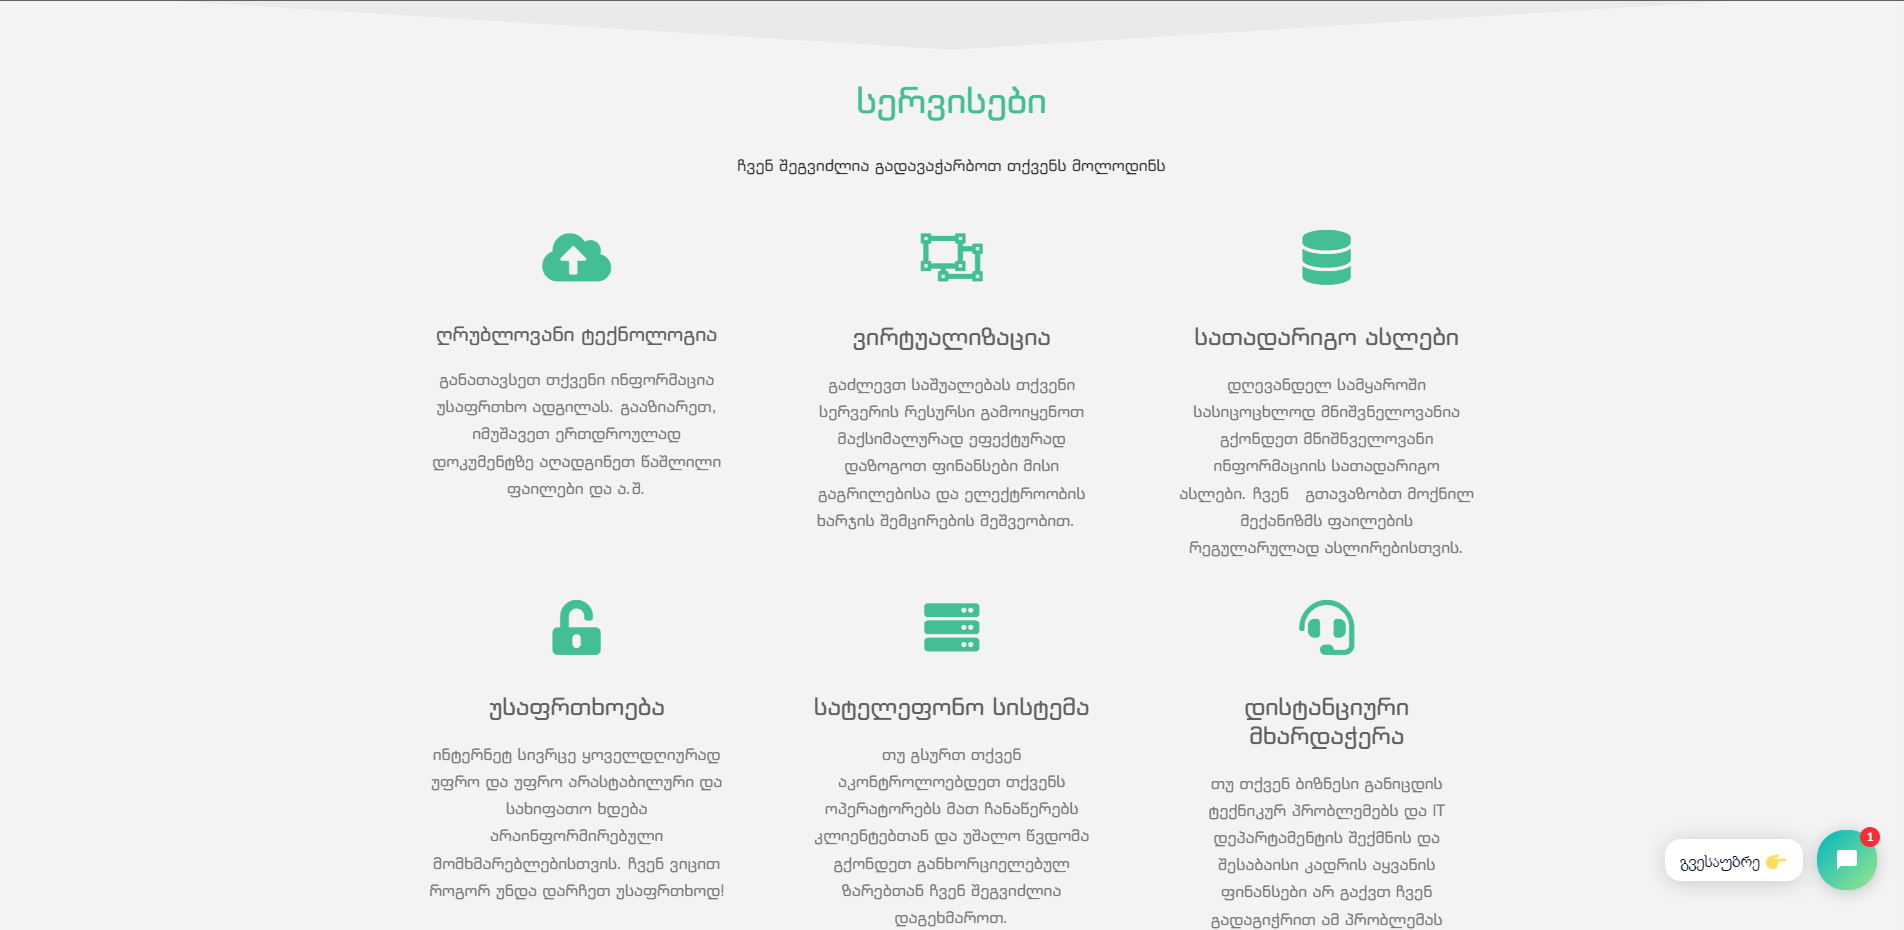 სერვისები
ჩვენ შეგვიძლია გადავაჭარბოთ თქვენს მოლოდინს
ღრუბლოვანი ტექნოლოგია
განათავსეთ თქვენი ინფორმაცია
უსაფრთხო ადგილას. გააზიარეთ,
იმუშავეთ ერთდროულად
დოკუმენტზე აღადგინეთ წაშლილი
ფაილები და ა.შ.
ვირტუალიზაცია
გაძლევთ საშუალებას თქვენი
სერვერის რესურსი გამოიყენოთ
მაქსიმალურად ეფექტურად
დაზოგოთ ფინანსები მისი
გაგრილებისა და ელექტროობის
ხარჯის შემცირების მეშვეობით.
სათადარიგო ასლები
დღევანდელ სამყაროში
სასიცოცხლოდ მნიშვნელოვანია
გქონდეთ მნიშნველოვანი
ინფორმაციის სათადარიგო
ასლები. ჩვენ გთავაზობთ მოქნილ
მექანიზმს ფაილების
რეგულარულად ასლირებისთვის.
უსაფრთხოება
ინტერნეტ სივრცე ყოველდღიურად
უფრო და უფრო არასტაბილური და
სახიფათო ხდება
არაინფორმირებული
მომხმარებლებისთვის. ჩვენ ვიცით
როგორ უნდა დარჩეთ უსაფრთხოდ!
სატელეფონო სისტემა
თუ გსურთ თქვენ
აკონტროლოებდეთ თქვენს
ოპერატორებს მათ ჩანაწერებს
კლიენტებთან და უშალო წვდომა
გქონდეთ განხორციელებულ
ზარებთან ჩვენ შეგვიძლია
დაგეხმაროთ.
დისტანციური
მხარდაჭერა
თუ თქვენ ბიზნესი განიცდის
ტექნიკურ პრობლემებს და IT
დეპარტამენტის შექმნის და
შესაბაისი კადრის აყვანის
ფინანსები არ გაქვთ ჩვენ
გადაგიჭრით ამ პრობლემას
გვესაუბრე 👉
1